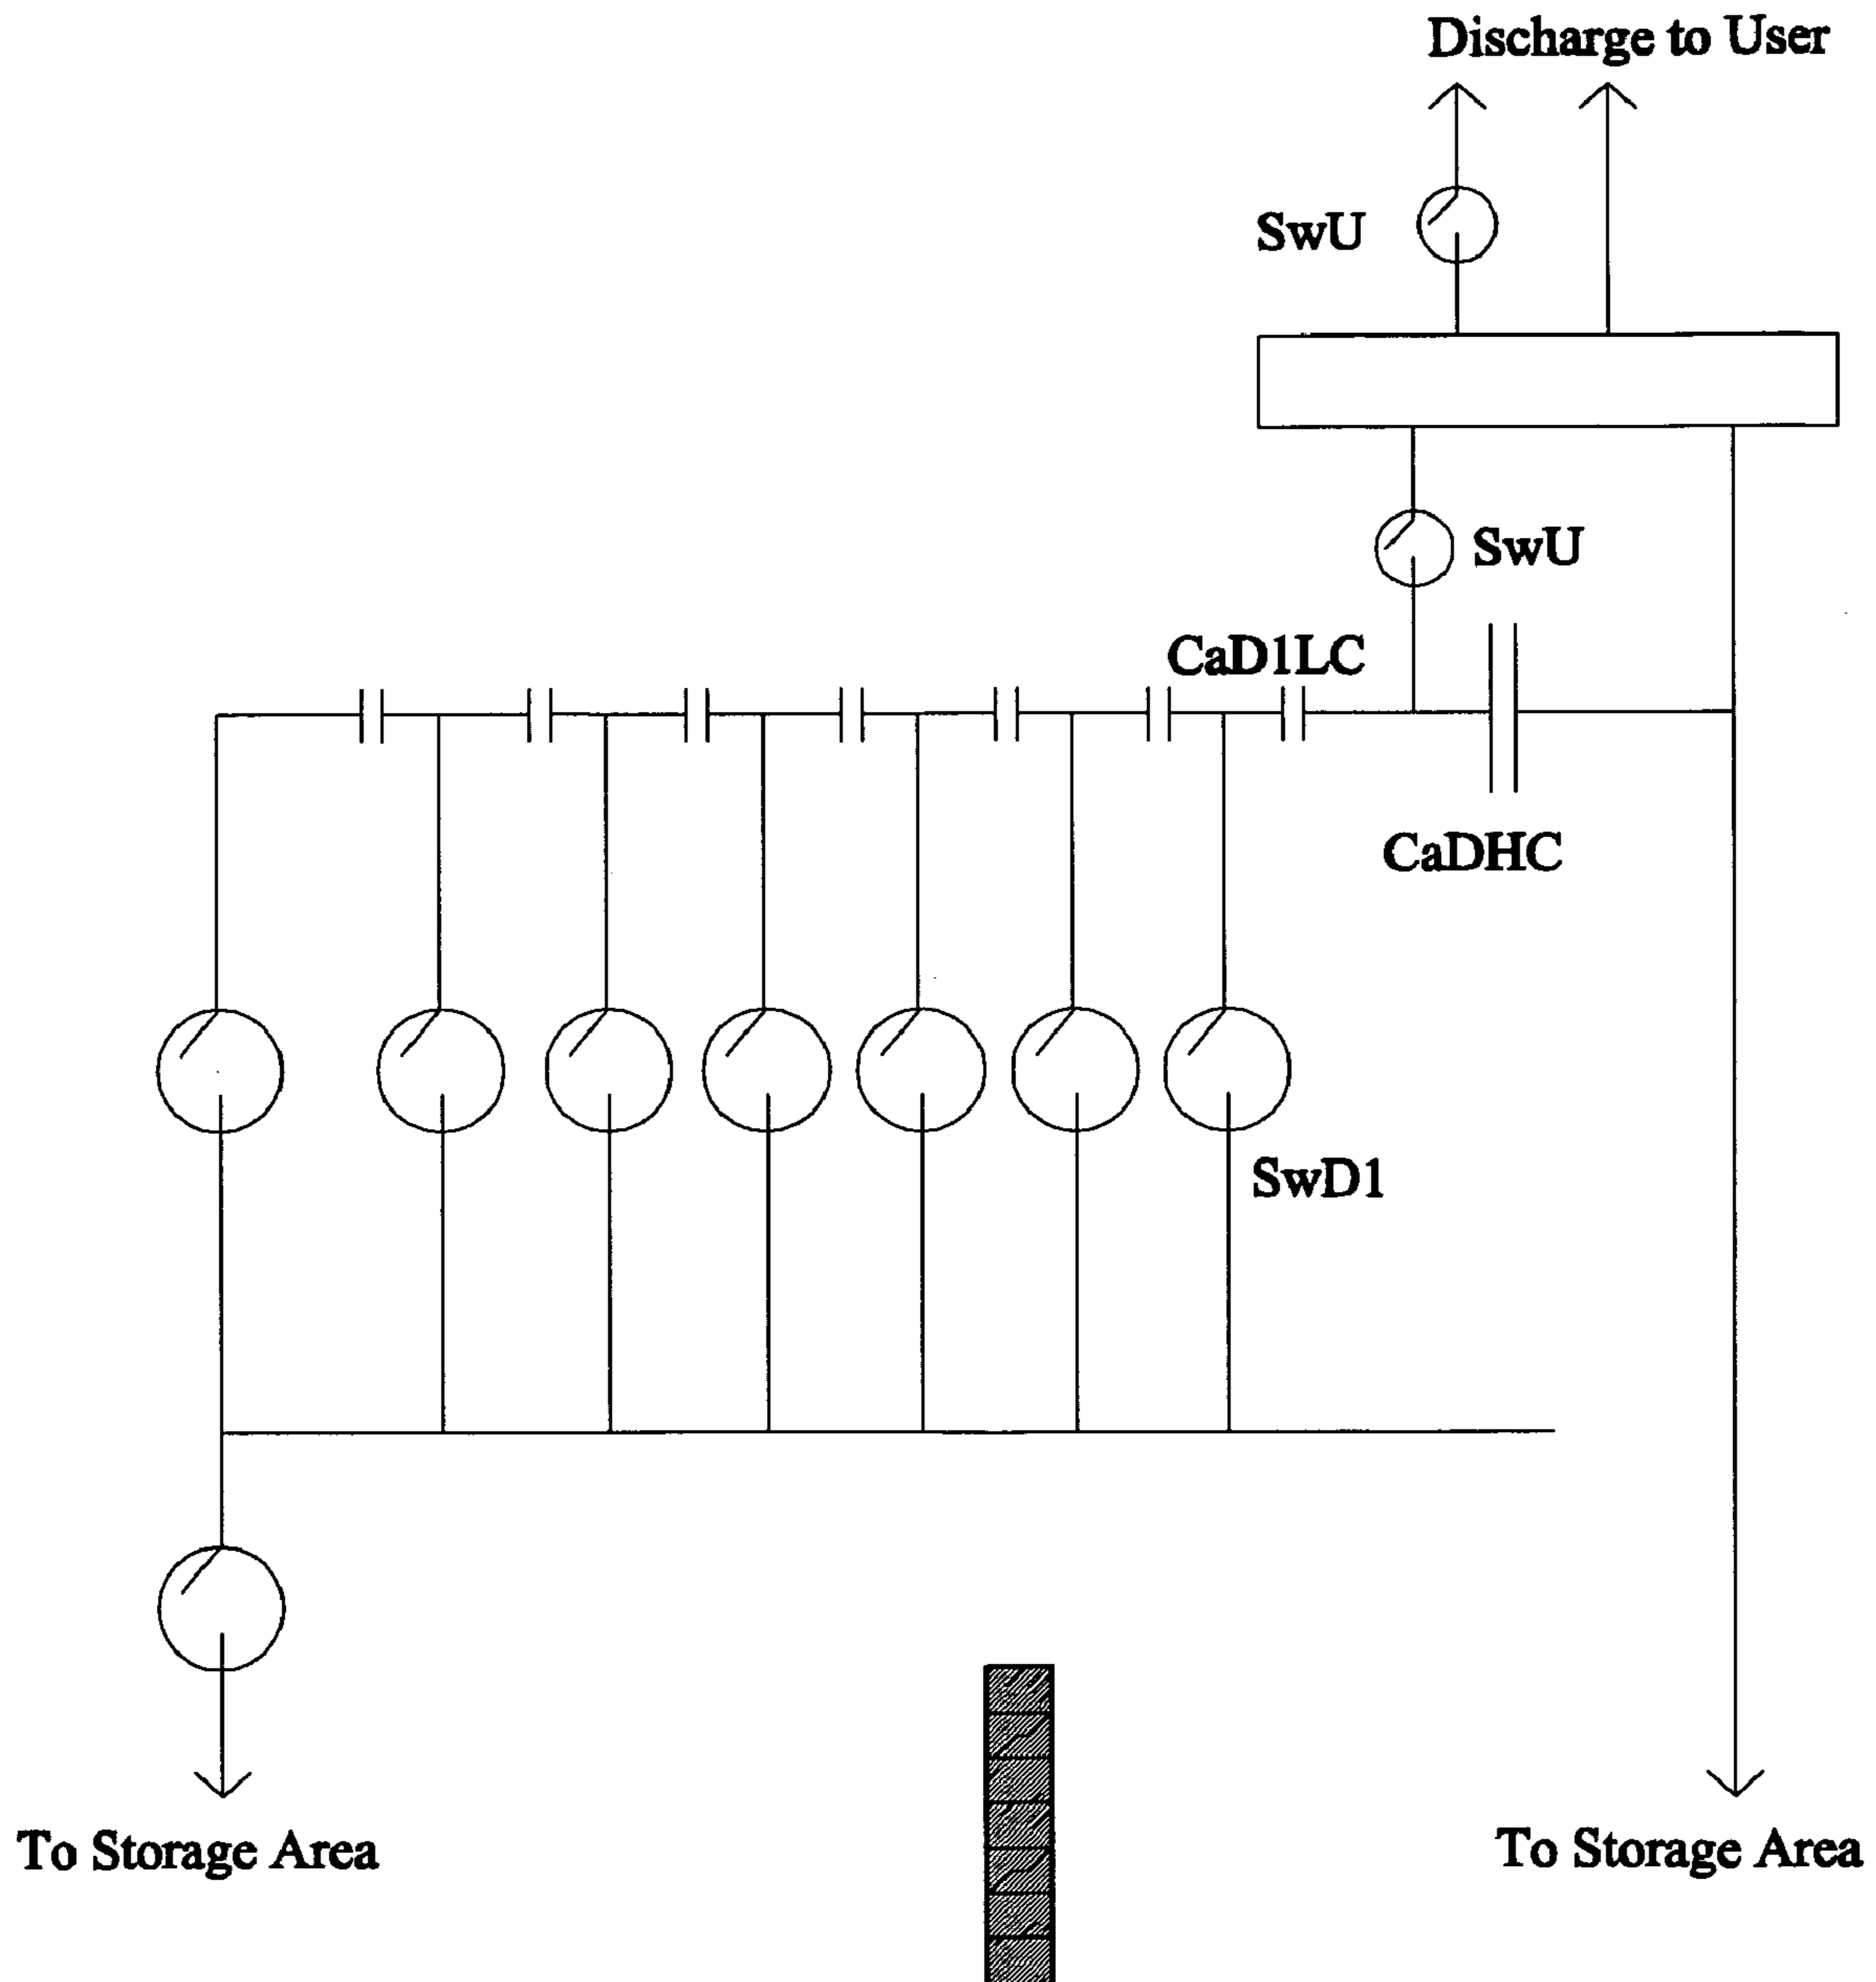 Discharge to User
SwU
SwU
CaD1LC
CaDHC
SwD1
To Storage Area
To Storage Area